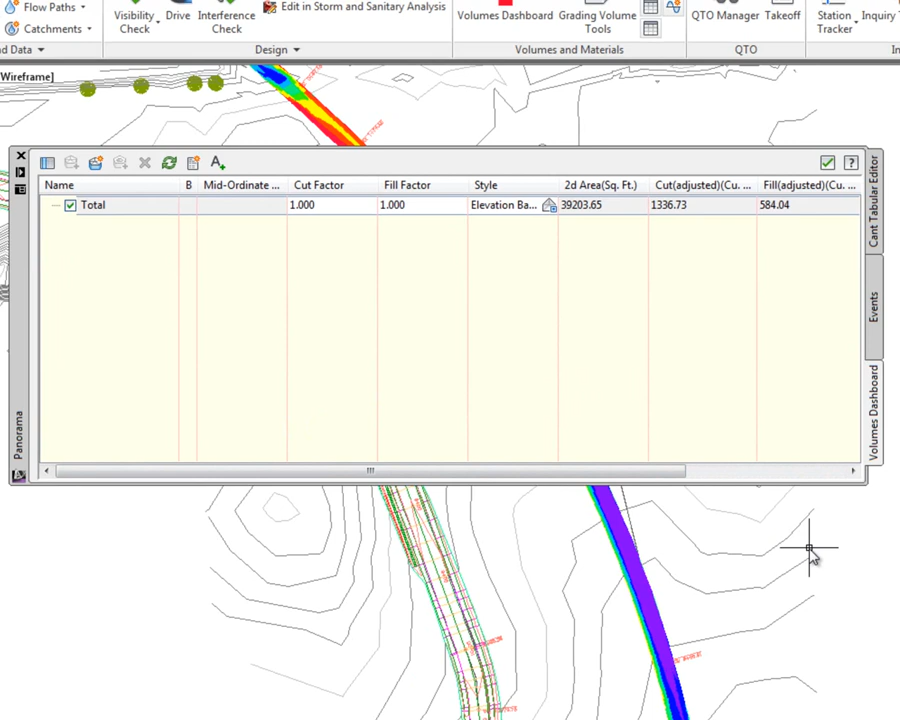 Flow Paths
Catchments
Visibility Check
Drive
Interference Check
Edit in Storm and Sanitary Analysis
Volumes Dashboard
Grading Volume Tools
QTO Manager
Takeoff
Station Tracker
Inquiry
nd Data
Design
Volumes and Materials
QTO
Wireframe]
Name
B
Mid-Ordinate ...
Cut Factor
Fill Factor
Style
2d Area(Sq. Ft.)
Cut(adjusted)(Cu. ...
Fill(adjusted)(Cu. ...
Total
1.000
1.000
Elevation Ba...
39203.65
1336.73
584.04
Cant Tabular Editor
Events
Volumes Dashboard
Panorama